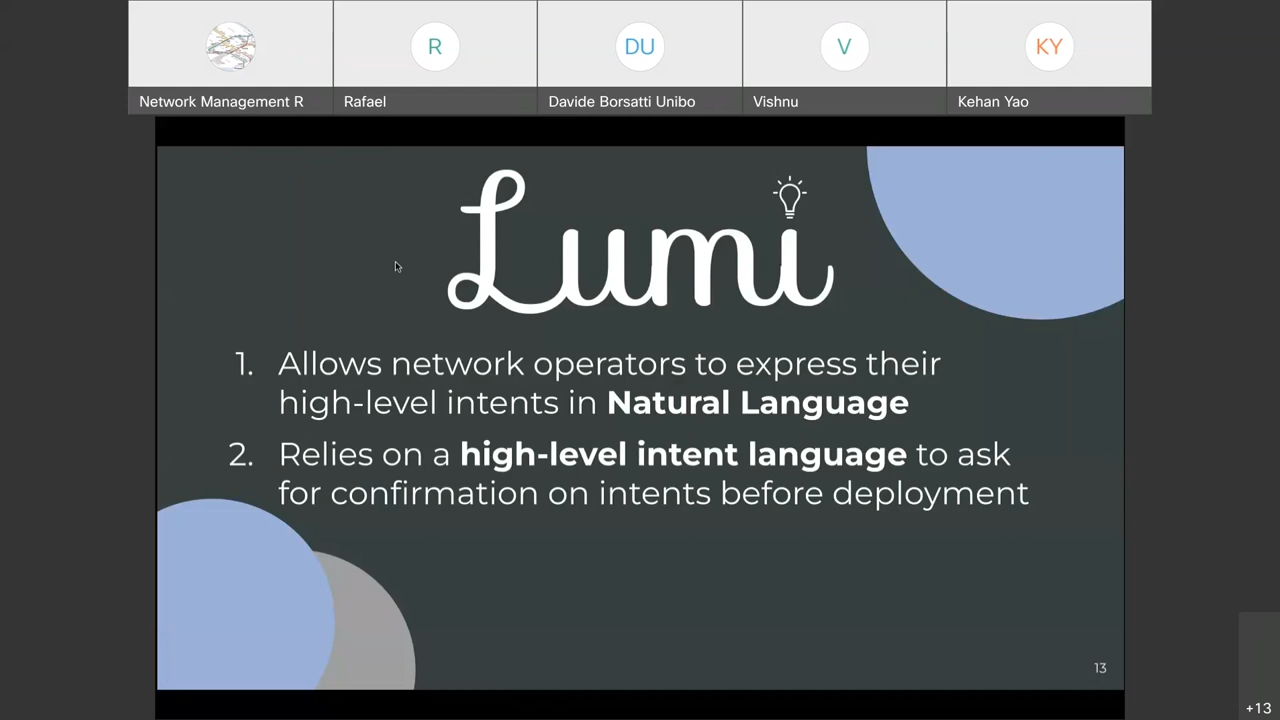 R
DU
V
KY
Network Management R
Rafael
Davide Borsatti Unibo
Vishnu
Kehan Yao
Lumi
1. Allows network operators to express their
high-level intents in Natural Language
2. Relies on a high-level intent language to ask
for confirmation on intents before deployment
13
+13